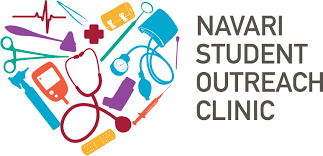 NAVARI
STUDENT
OUTREACH
CLINIC